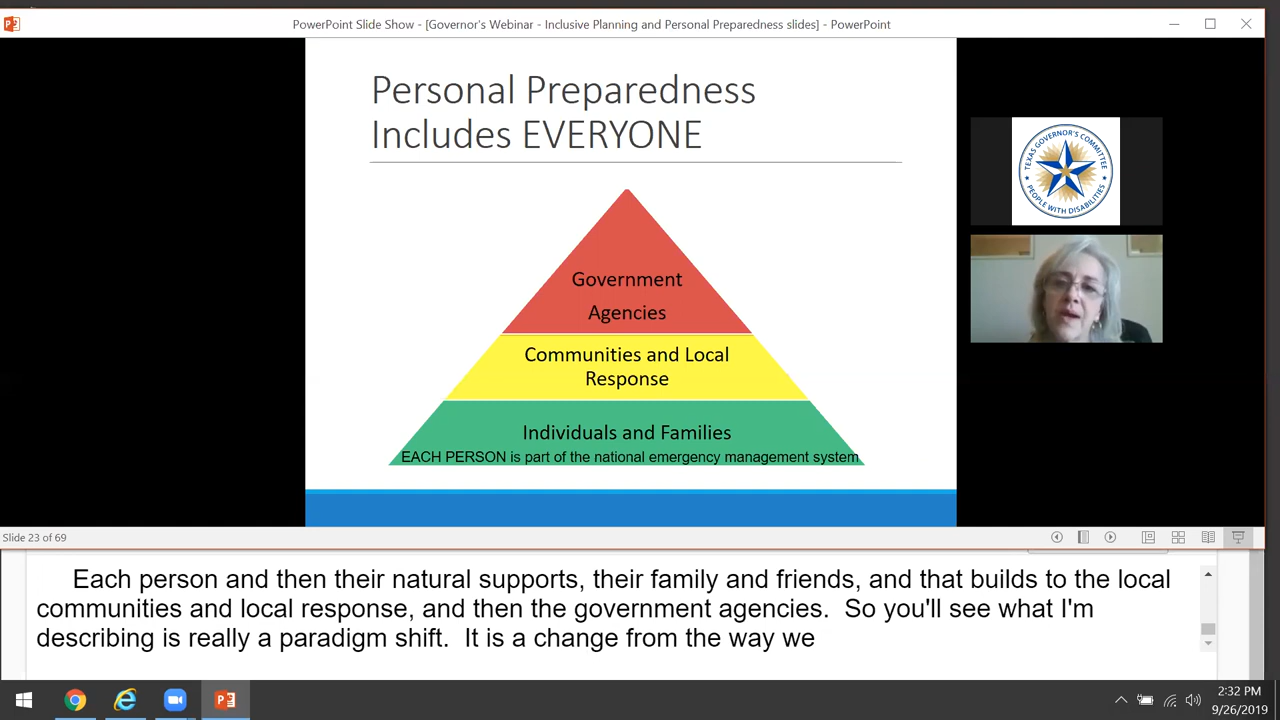 PowerPoint Slide Show - [Governor's Webinar - Inclusive Planning and Personal Preparedness slides] - PowerPoint
Personal Preparedness
Includes EVERYONE
TEXAS GOVERNOR'S COMMITTEE
PEOPLE WITH DISABILITIES
Government
Agencies
Communities and Local
Response
Individuals and Families
EACH PERSON is part of the national emergency management system
Slide 23 of 69
Each person and then their natural supports, their family and friends, and that builds to the local
communities and local response, and then the government agencies.  So you'll see what I'm
describing is really a paradigm shift.  It is a change from the way we
2:32 PM
9/26/2019